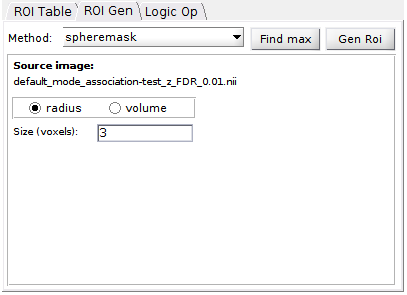 ROI Table ROI Gen Logic Op
Method: spheremask Find max Gen Roi
Source image:
default_mode_association-test_z_FDR_0.01.nii
radius volume
Size (voxels): 3